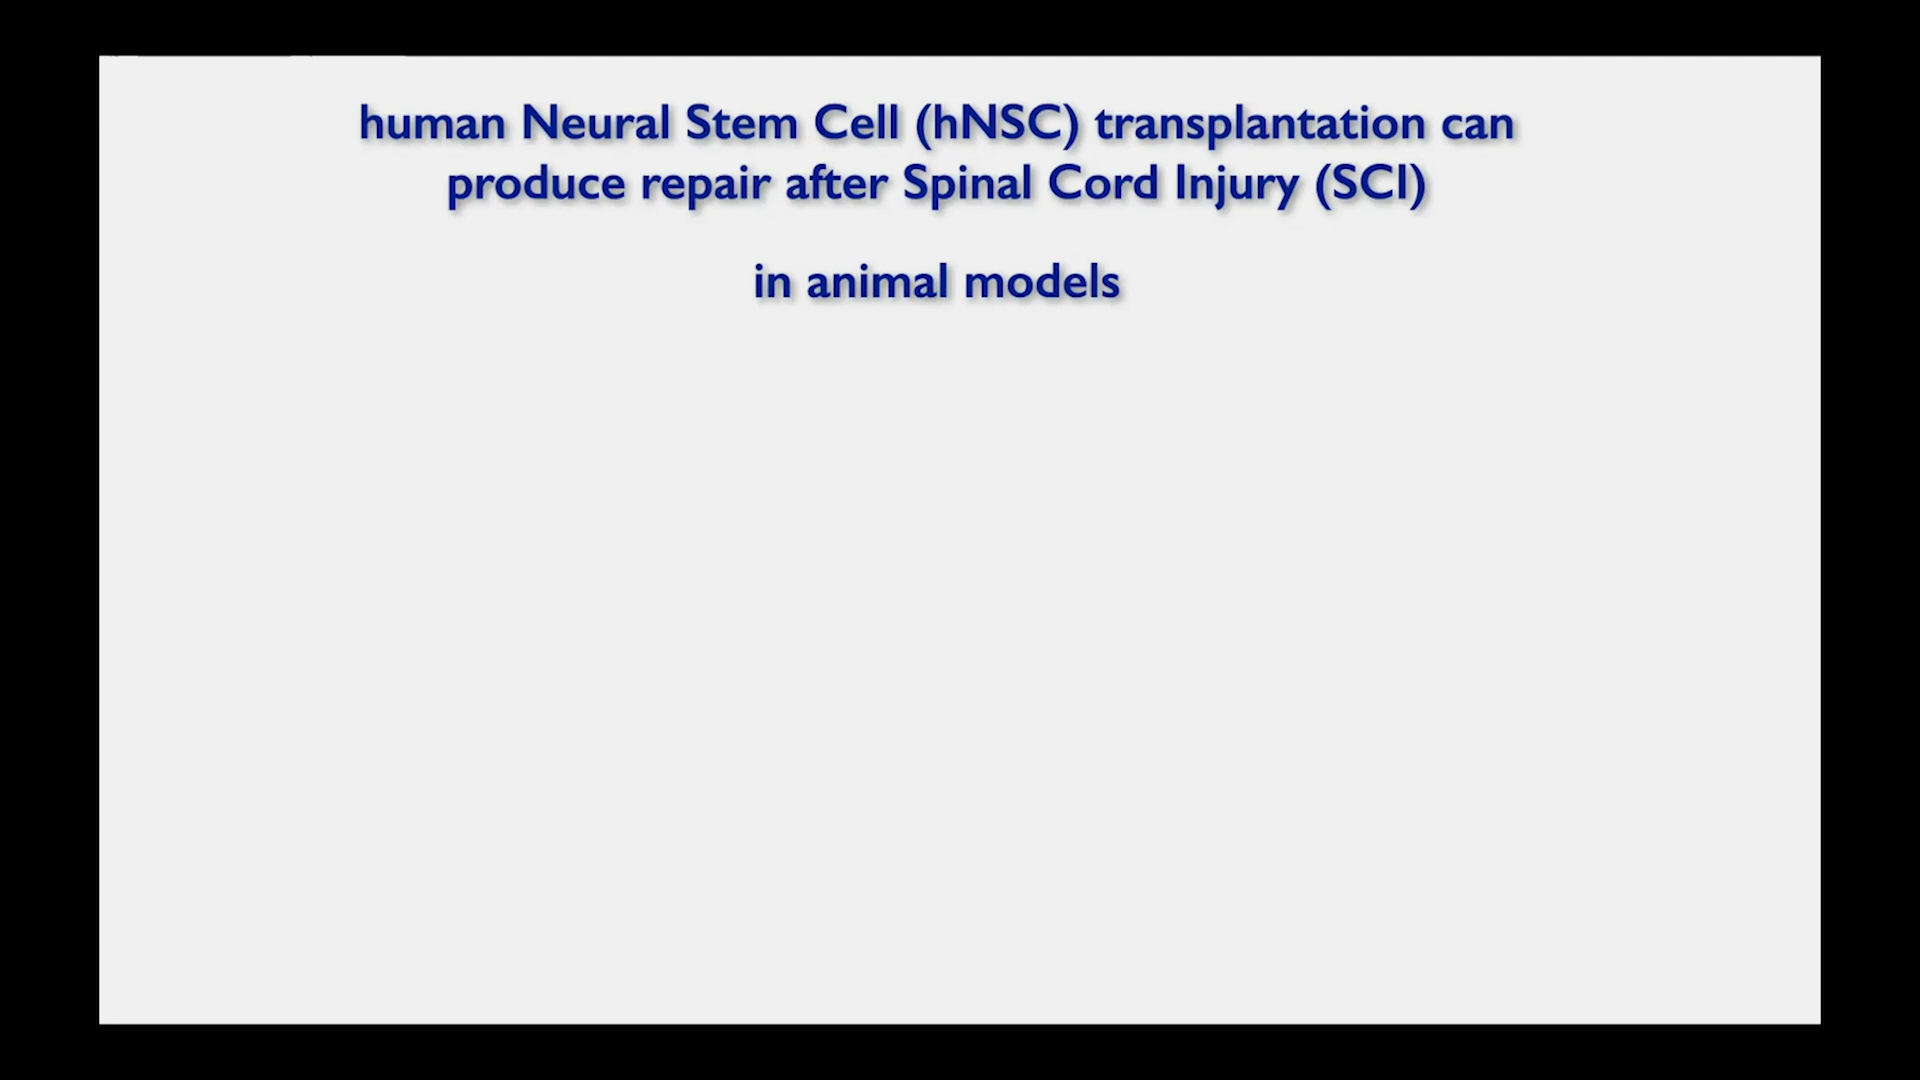 human Neural Stem Cell (hNSC) transplantation can
produce repair after Spinal Cord Injury (SCI)
in animal models